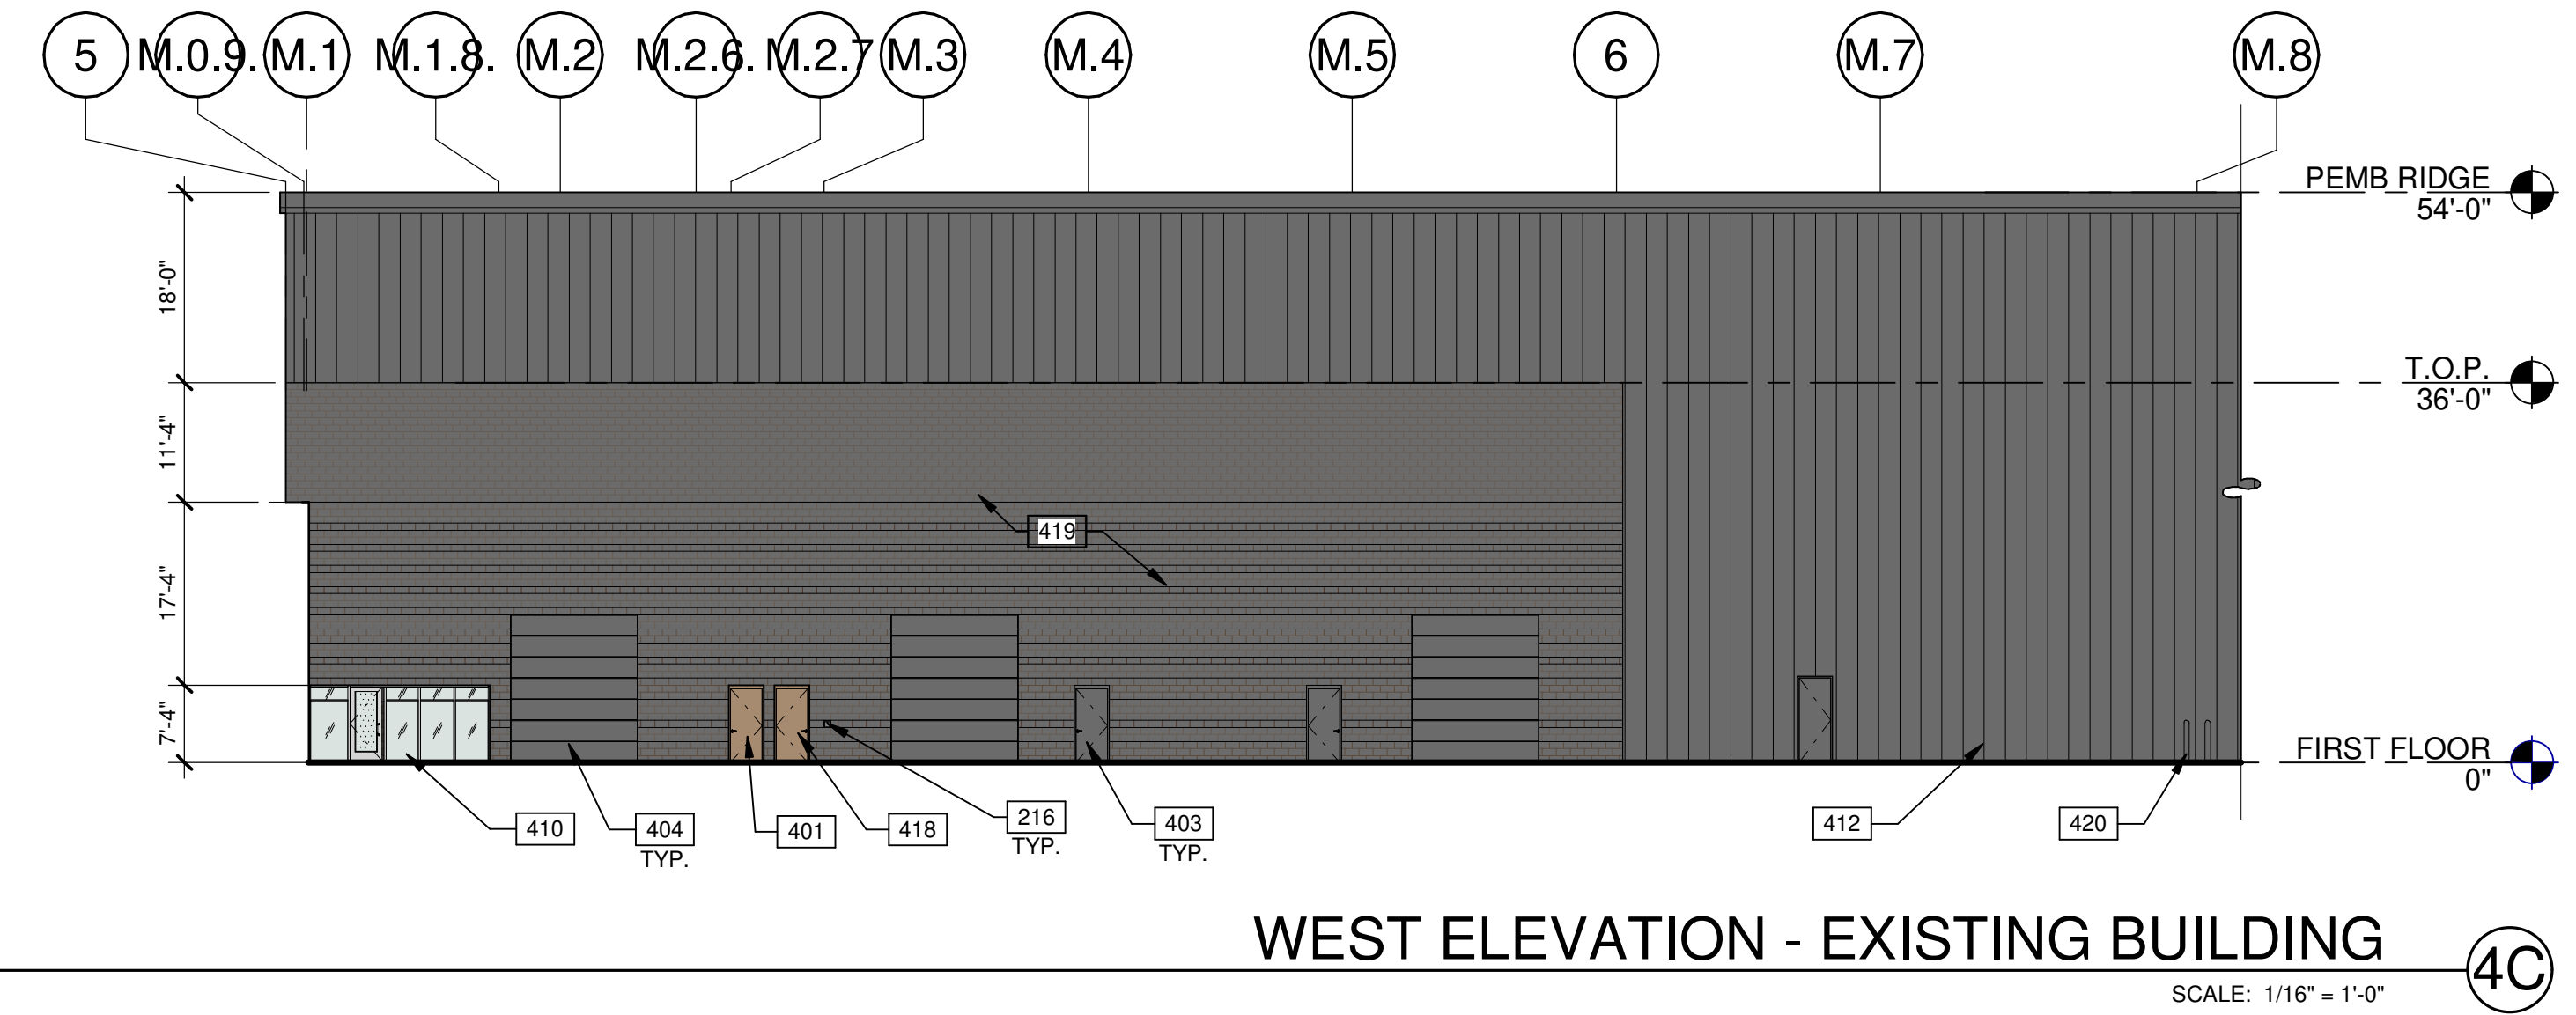 5 M.0.9. M.1 M.1.8. M.2 M.2.6. M.2.7 M.3 M.4 M.5 6 M.7 M.8
PEMB RIDGE
54'-0"
18'-0"
T.O.P.
36'-0"
11'-4"
419
17'-4"
7'-4"
FIRST FLOOR
0"
410
404
TYP.
401
418
216
TYP.
403
TYP.
412
420
WEST ELEVATION - EXISTING BUILDING
4C
SCALE: 1/16" = 1'-0"